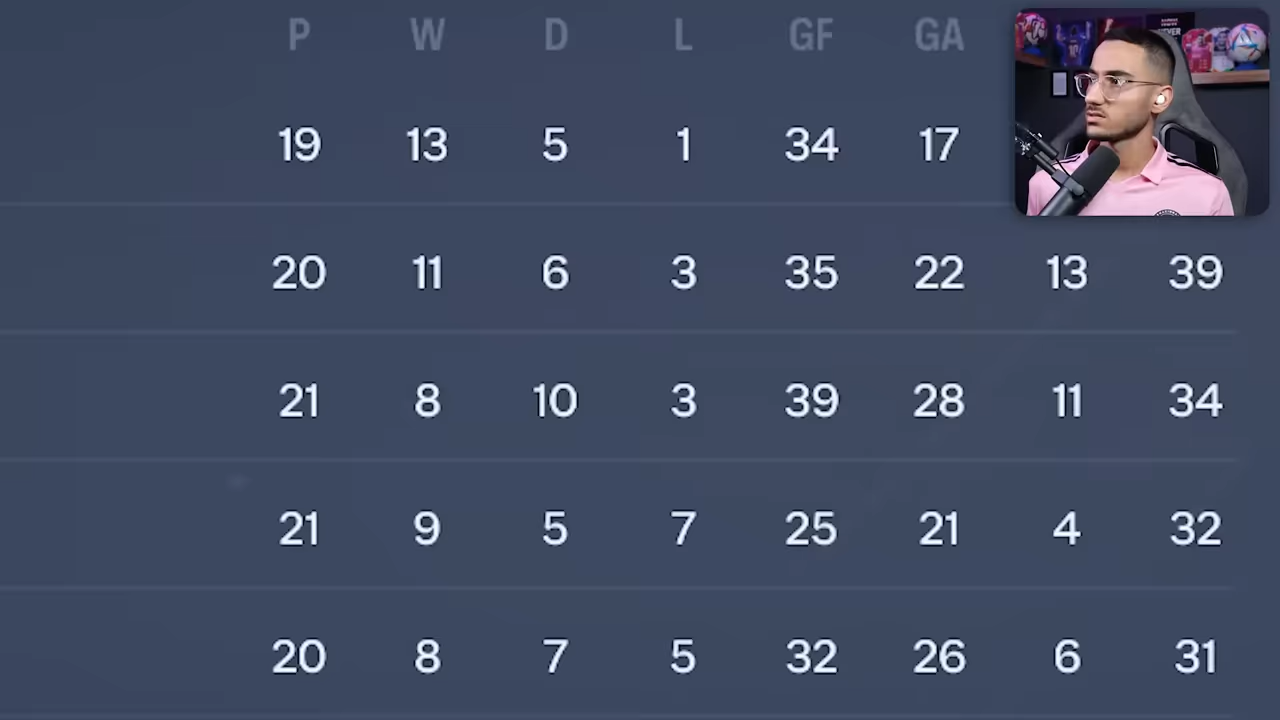 P W D L GF GA
19 13 5 1 34 17
20 11 6 3 35 22 13 39
21 8 10 3 39 28 11 34
21 9 5 7 25 21 4 32
20 8 7 5 32 26 6 31